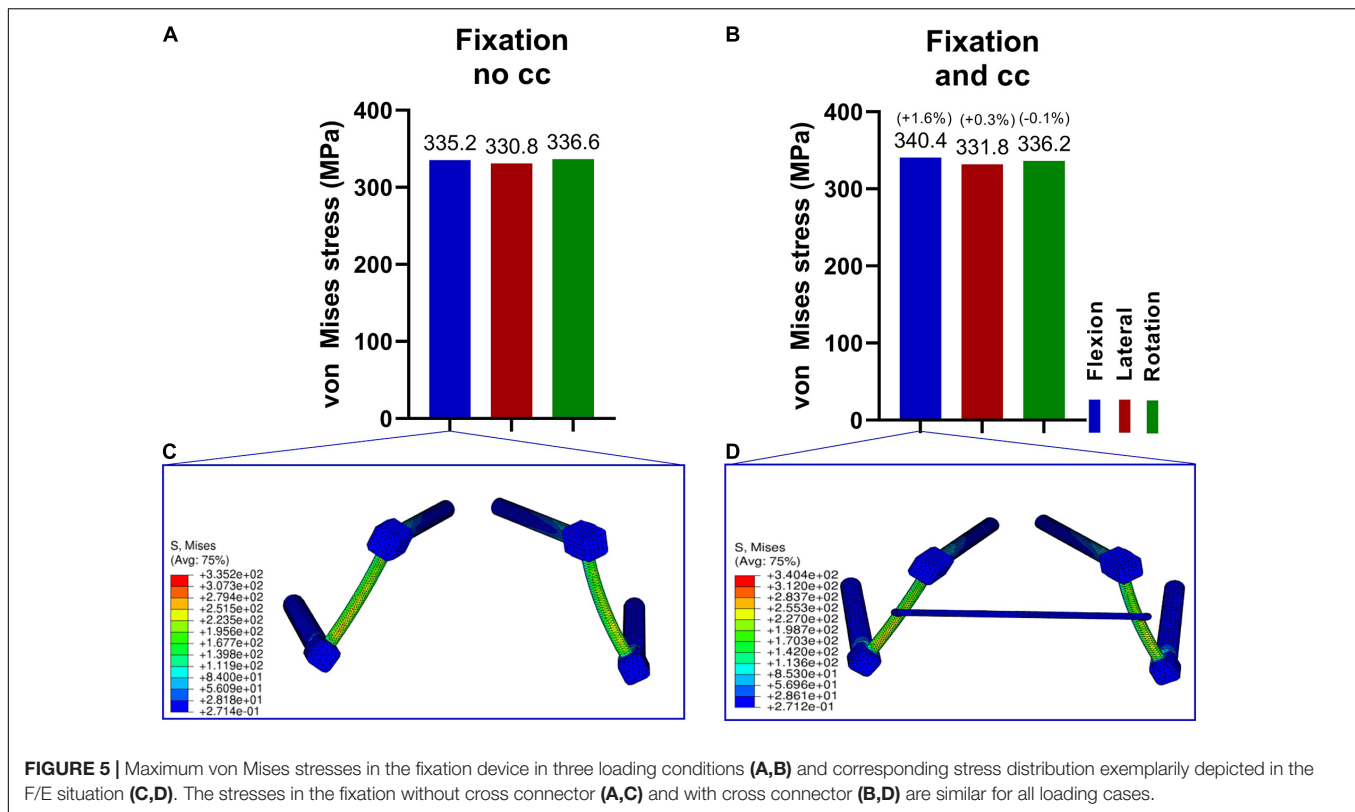 A
Fixation
no cc
von Mises stress (MPa)
400
300
200
100
0
335.2
330.8
336.6
B
Fixation
and cc
von Mises stress (MPa)
400
300
200
100
0
(+1.6%) (+0.3%) (-0.1%)
340.4
331.8
336.2
Flexion
Lateral
Rotation
C
S, Mises
(Avg: 75%)
+3.352e+02
+3.073e+02
+2.794e+02
+2.515e+02
+2.235e+02
+1.956e+02
+1.677e+02
+1.398e+02
+1.119e+02
+8.400e+01
+5.609e+01
+2.818e+01
+2.714e-01
D
S, Mises
(Avg: 75%)
+3.404e+02
+3.120e+02
+2.837e+02
+2.553e+02
+2.270e+02
+1.987e+02
+1.703e+02
+1.420e+02
+1.136e+02
+8.530e+01
+5.696e+01
+2.861e+01
+2.712e-01
FIGURE 5 | Maximum von Mises stresses in the fixation device in three loading conditions (A,B) and corresponding stress distribution exemplarily depicted in the
F/E situation (C,D). The stresses in the fixation without cross connector (A,C) and with cross connector (B,D) are similar for all loading cases.